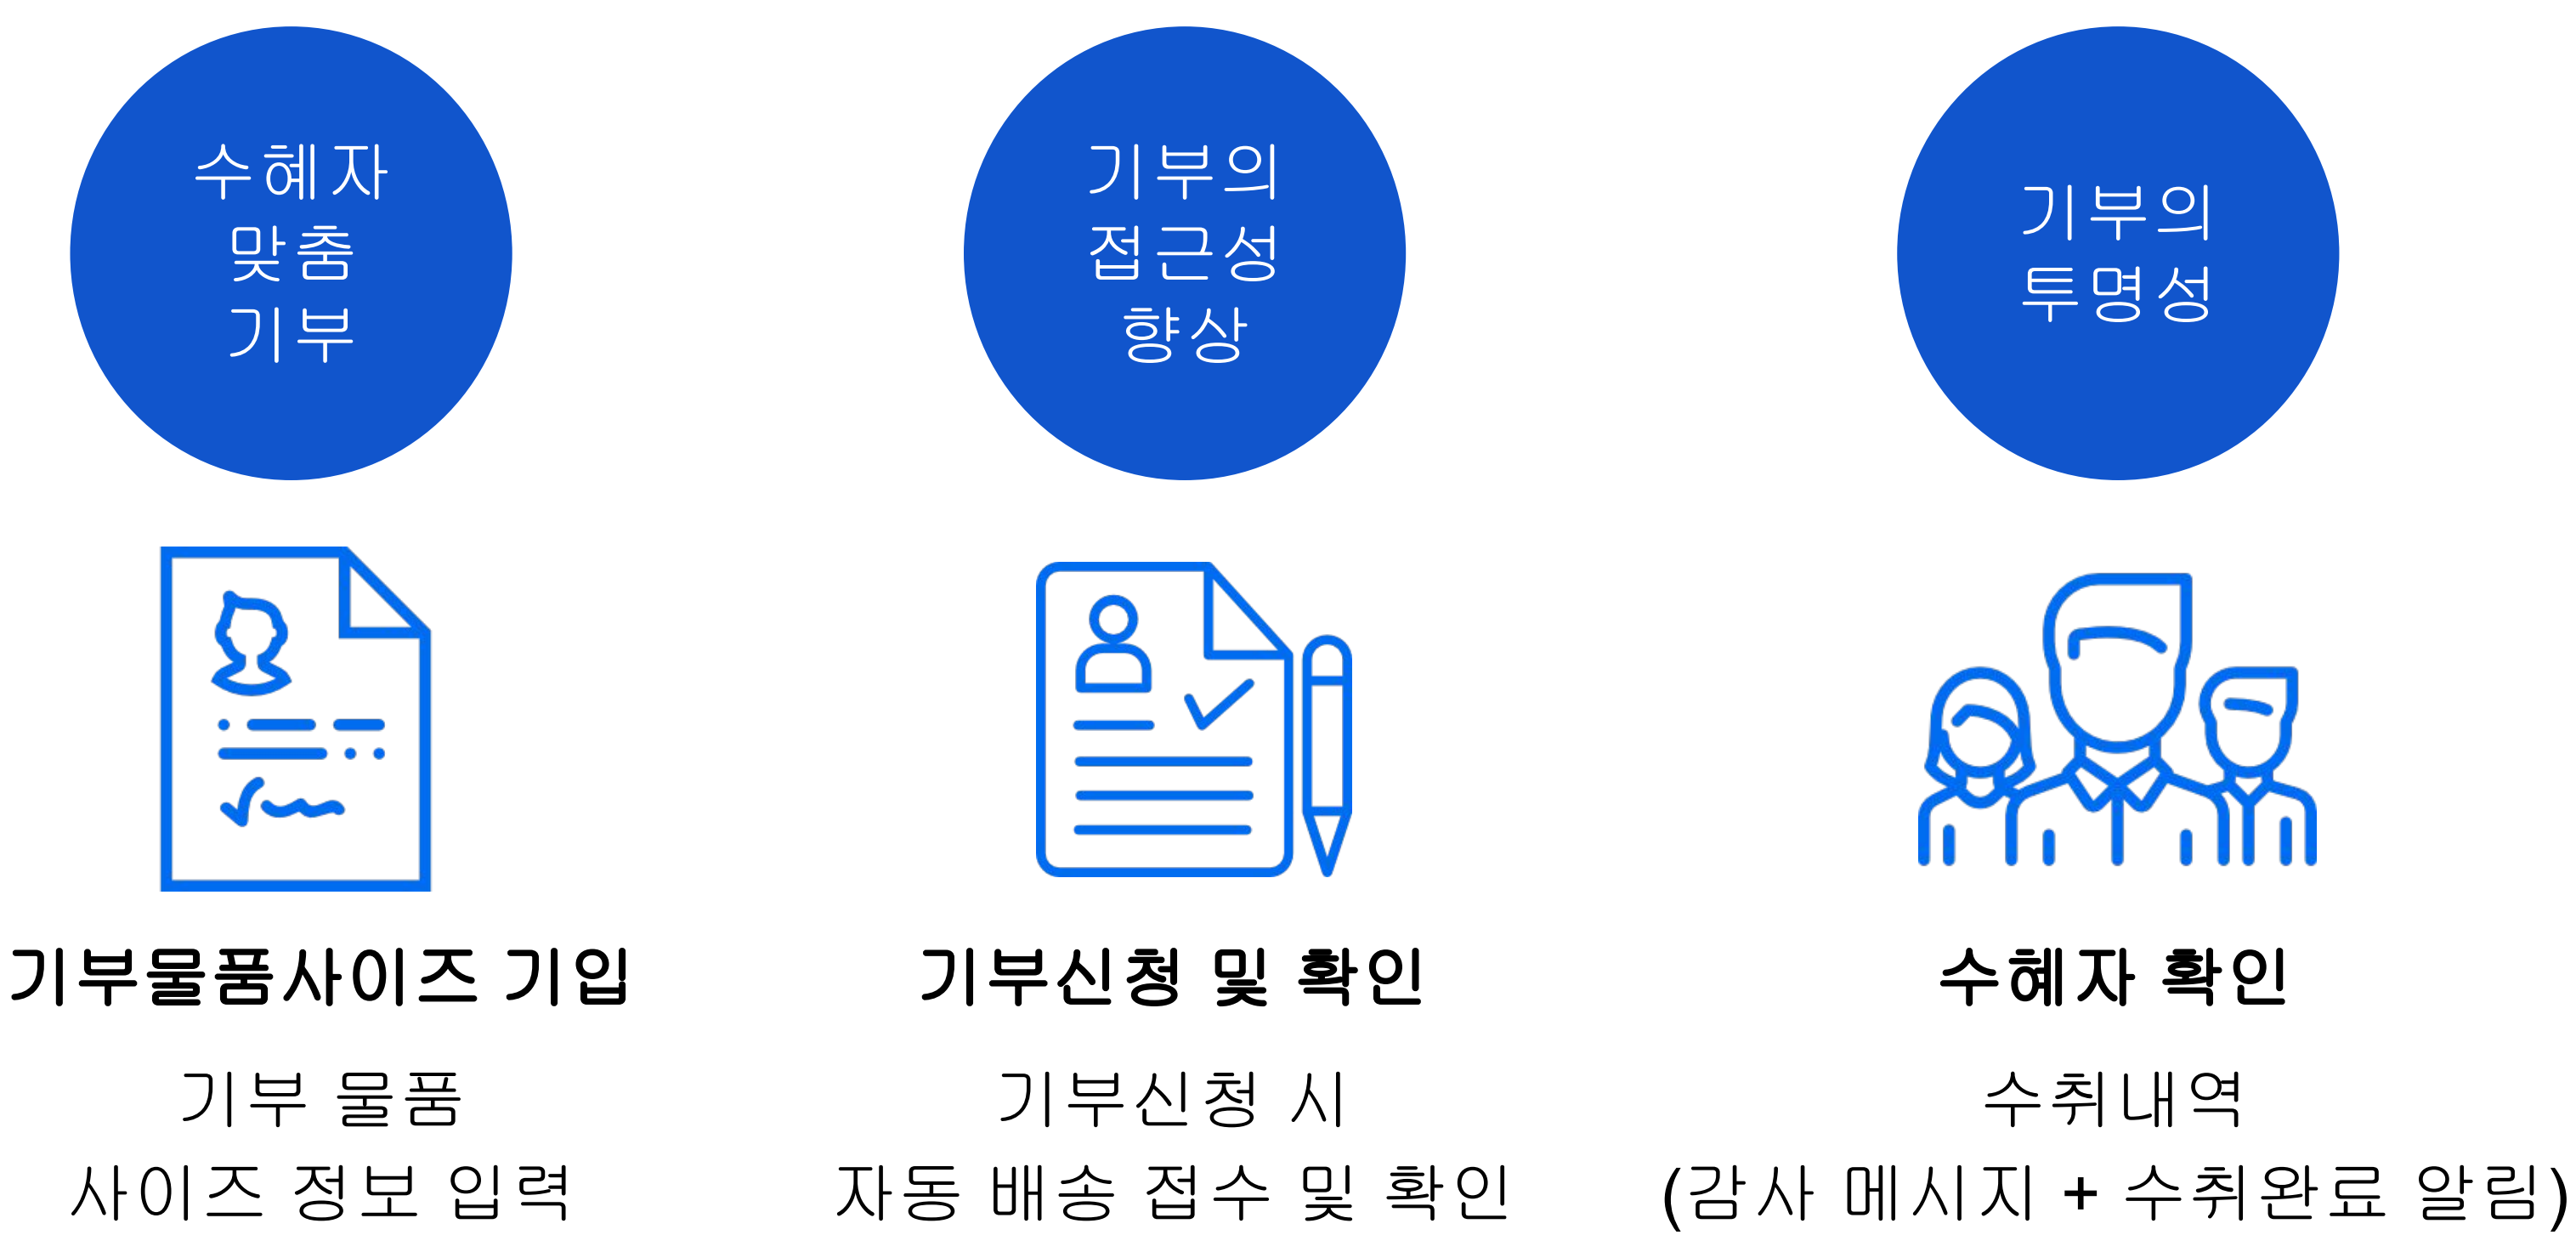 수혜자
맞춤
기부
기부의
접근성
향상
기부의
투명성
기부물품사이즈 기입
기부 물품
사이즈 정보 입력
기부신청 및 확인
기부신청 시
자동 배송 접수 및 확인
수혜자 확인
수취내역
(감사 메시지 + 수취완료 알림)